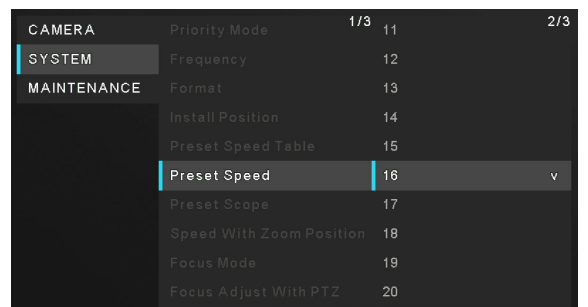 CAMERA
SYSTEM
MAINTENANCE
1/3
Priority Mode
Frequency
Format
Install Position
Preset Speed Table
Preset Speed
Preset Scope
Speed With Zoom Position
Focus Mode
Focus Adjust With PTZ
2/3
11
12
13
14
15
16 v
17
18
19
20